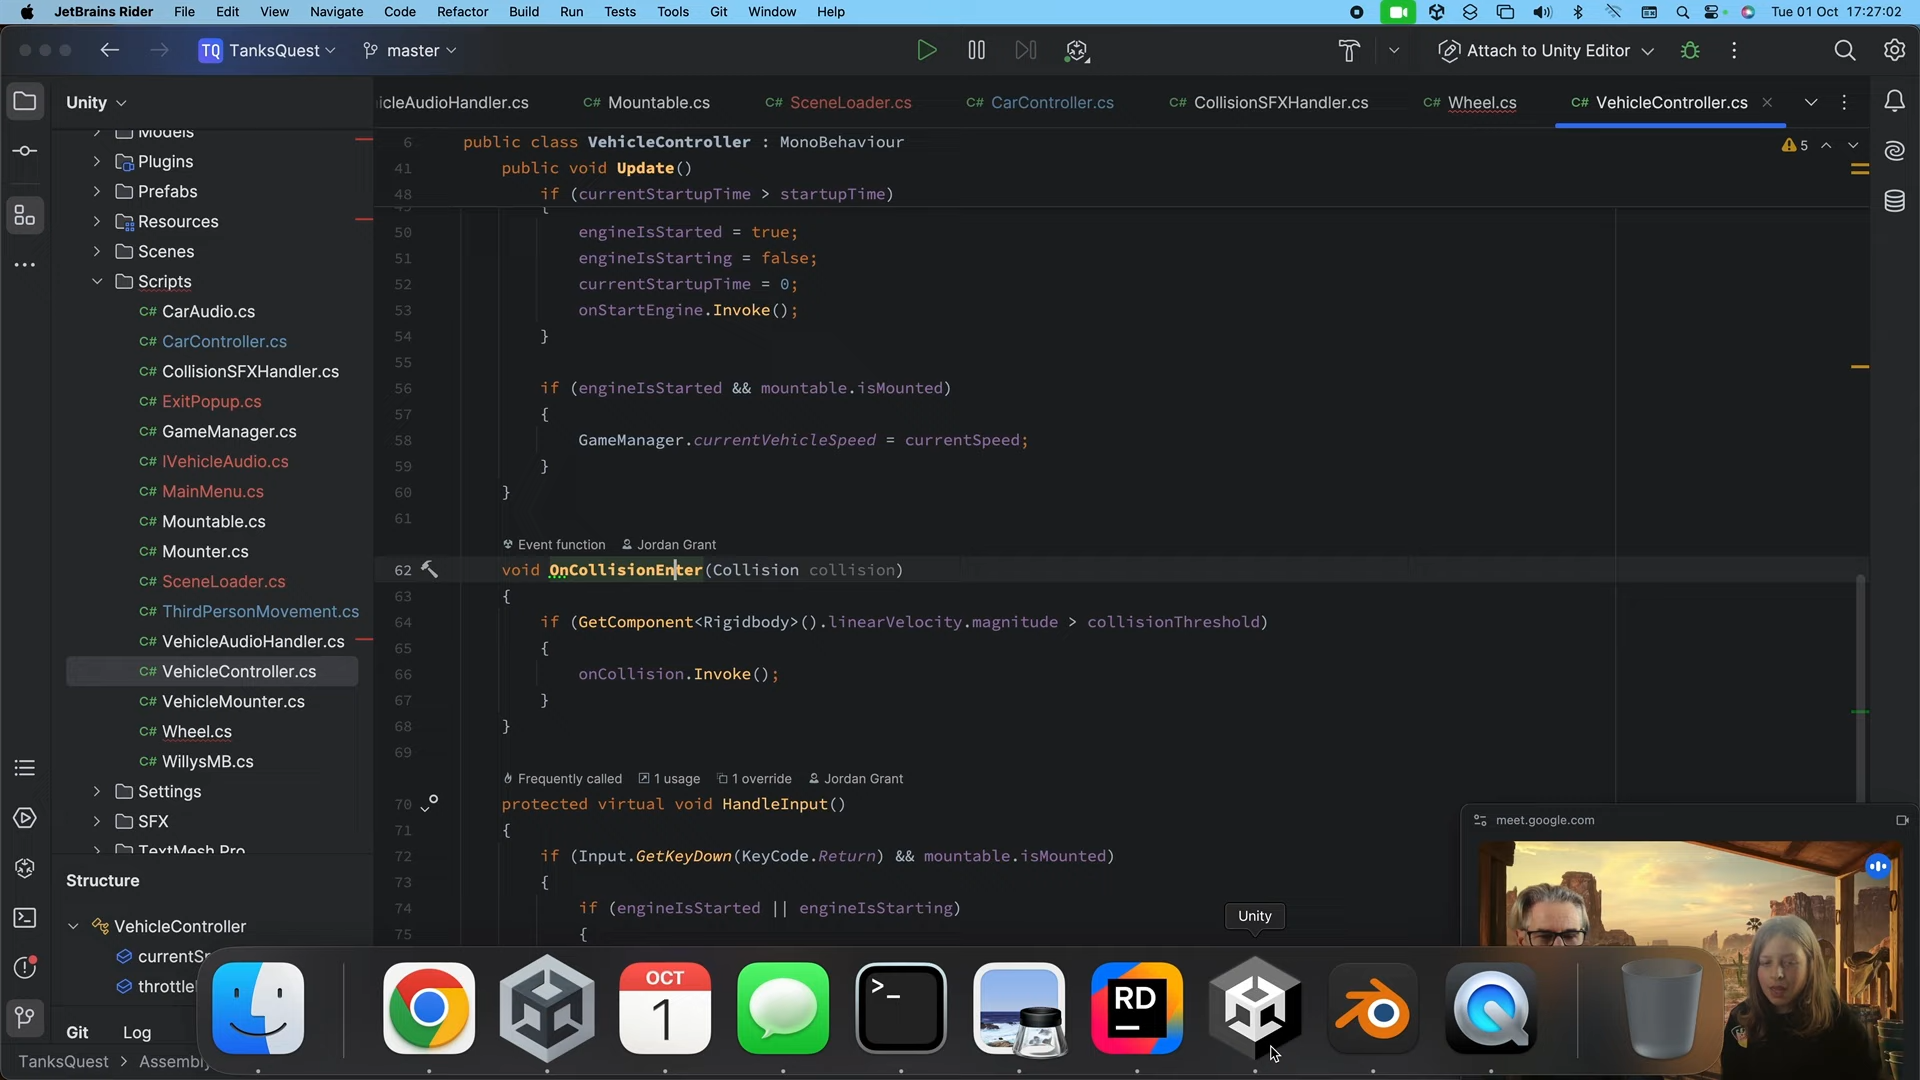 JetBrains Rider File Edit View Navigate Code Refactor Build Run Tests Tools Git Window Help Tue 01 Oct 17:27:02
TQ TanksQuest master Attach to Unity Editor
Unity
icleAudioHandler.cs C# Mountable.cs C# SceneLoader.cs C# CarController.cs C# CollisionSFXHandler.cs C# Wheel.cs C# VehicleController.cs
Models
Plugins
Prefabs
Resources
Scenes
Scripts
C# CarAudio.cs
C# CarController.cs
C# CollisionSFXHandler.cs
C# ExitPopup.cs
C# GameManager.cs
C# IVehicleAudio.cs
C# MainMenu.cs
C# Mountable.cs
C# Mounter.cs
C# SceneLoader.cs
C# ThirdPersonMovement.cs
C# VehicleAudioHandler.cs
C# VehicleController.cs
C# VehicleMounter.cs
C# Wheel.cs
C# WillysMB.cs
Settings
SFX
TextMesh Pro
Structure
VehicleController
currentSp
throttle
Git Log
TanksQuest > Assembly
5
6 public class VehicleController : MonoBehaviour
41 public void Update()
48 if (currentStartupTime > startupTime)
{
50 engineIsStarted = true;
51 engineIsStarting = false;
52 currentStartupTime = 0;
53 onStartEngine.Invoke();
54 }
55
56 if (engineIsStarted && mountable.isMounted)
57 {
58 GameManager.currentVehicleSpeed = currentSpeed;
59 }
60 }
61
Event function Jordan Grant
62 void OnCollisionEnter(Collision collision)
63 {
64 if (GetComponent<Rigidbody>().linearVelocity.magnitude > collisionThreshold)
65 {
66 onCollision.Invoke();
67 }
68 }
69
Frequently called 1 usage 1 override Jordan Grant
70 protected virtual void HandleInput()
71 {
72 if (Input.GetKeyDown(KeyCode.Return) && mountable.isMounted)
73 {
74 if (engineIsStarted || engineIsStarting)
75 {
meet.google.com
Unity
OCT
1
>_
RD